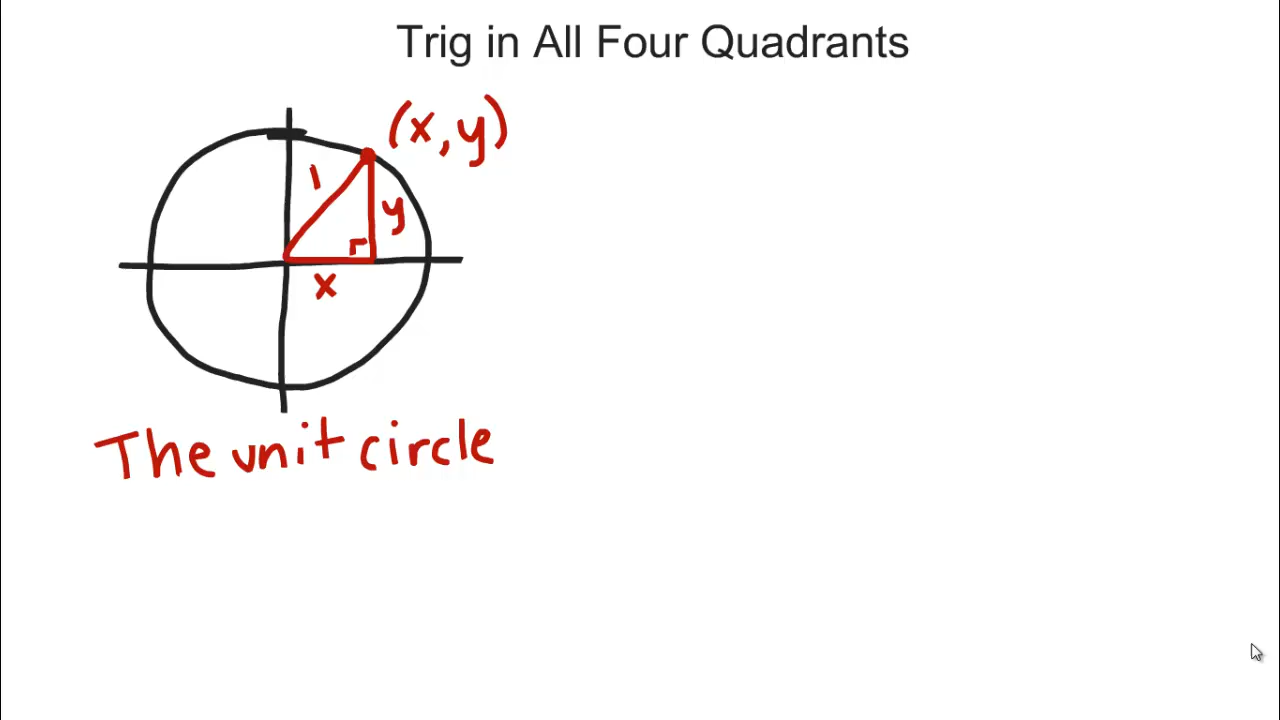 Trig in All Four Quadrants
(x, y)
1
y
x
The unit circle